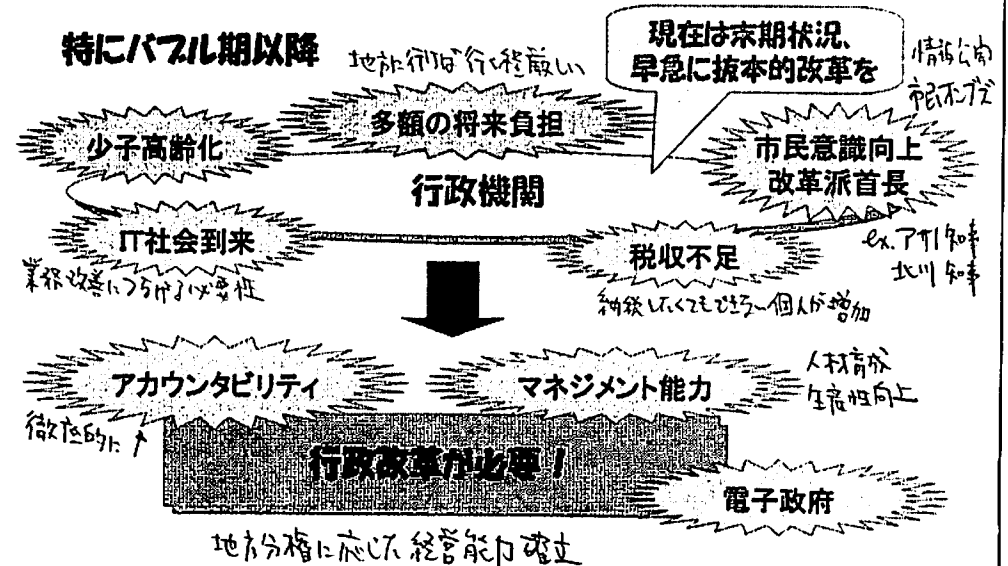 特にバブル期以降
地方に行けば行く程厳しい
現在は末期状況、
早急に抜本的改革を
情報公開
市民オンブズ
少子高齢化
多額の将来負担
市民意識向上
改革派首長
行政機関
IT社会到来
税収不足
ex. 知事
北川 知事
業務改善につなげる必要性
納税したくてもできない個人が増加
アカウンタビリティ
マネジメント能力
人材育成
生産性向上
徹底的に
行政改革が必要！
電子政府
地方分権に応じた経営能力確立